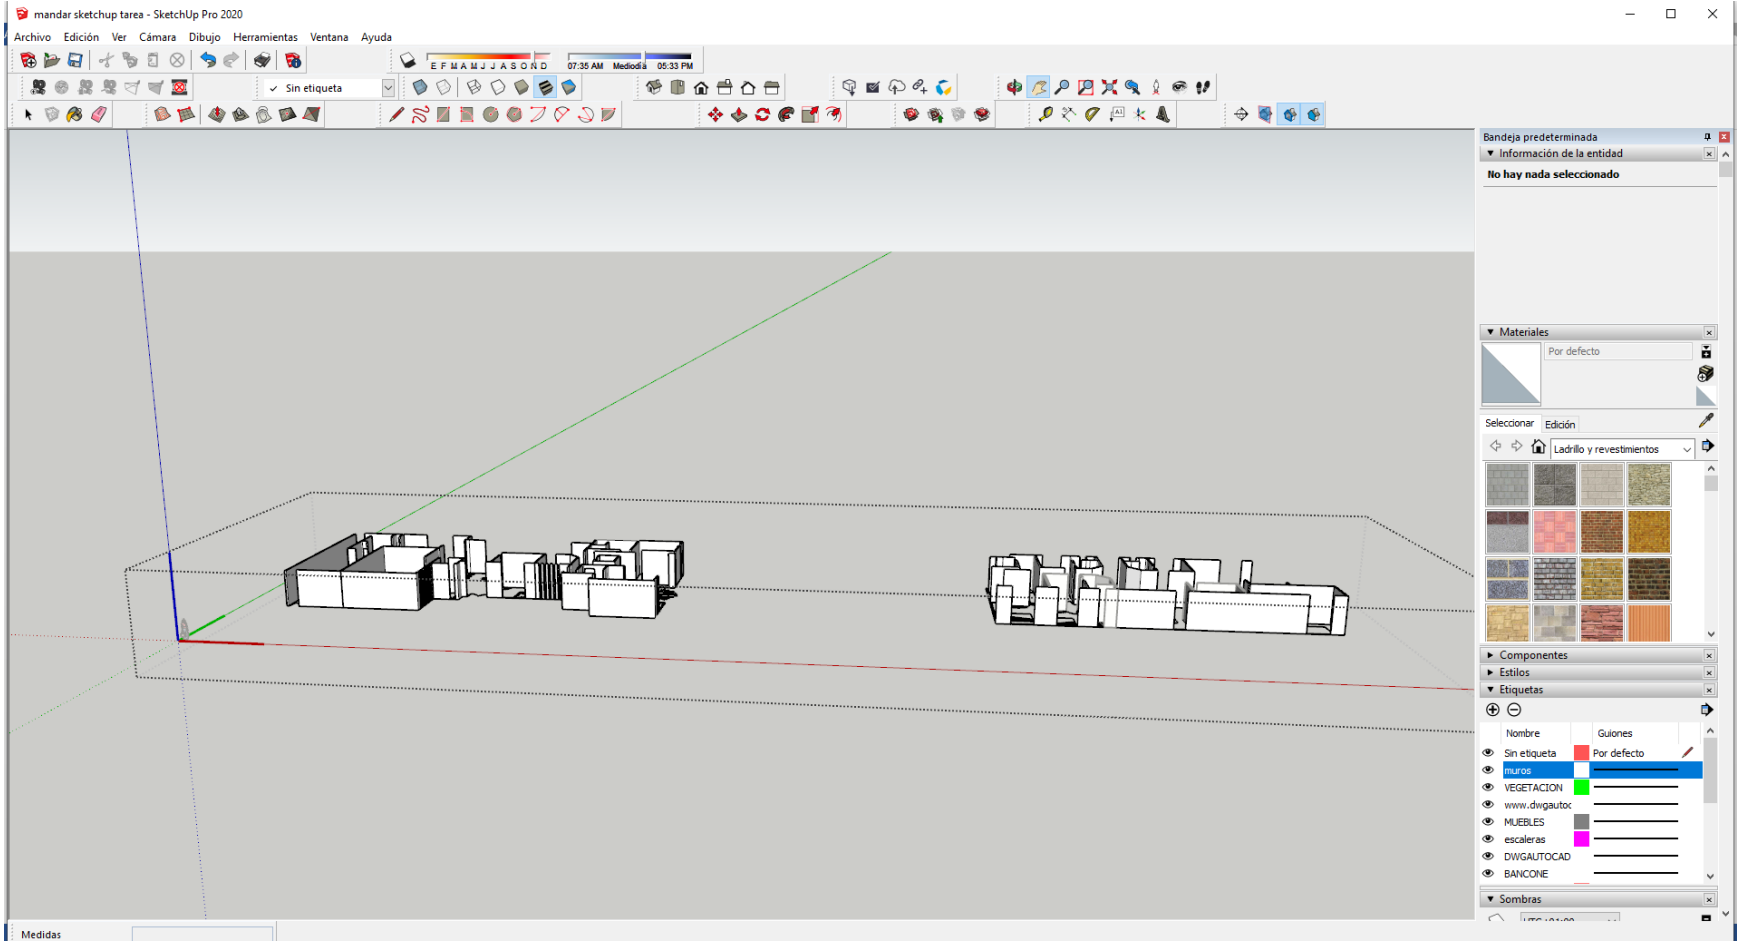 mandar sketchup tarea - SketchUp Pro 2020
Archivo Edición Ver Cámara Dibujo Herramientas Ventana Ayuda
E F M A M J J A S O N D 07:35 AM Mediodía 05:33 PM
Sin etiqueta
Bandeja predeterminada
Información de la entidad
No hay nada seleccionado
Materiales
Por defecto
Seleccionar Edición
Ladrillo y revestimientos
Componentes
Estilos
Etiquetas
Nombre Guiones
Sin etiqueta Por defecto
muros
VEGETACION
www.dwgautoc
MUEBLES
escaleras
DWGAUTOCAD
BANCONE
Sombras
Medidas